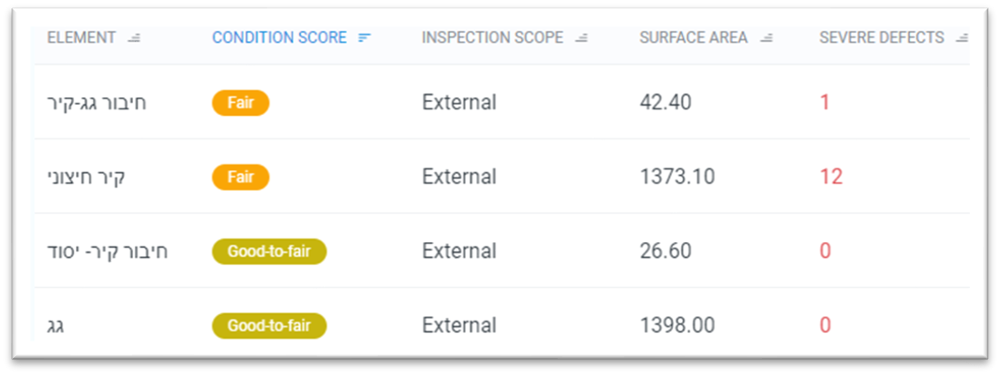 ELEMENT CONDITION SCORE INSPECTION SCOPE SURFACE AREA SEVERE DEFECTS
חיבור גג-קיר Fair External 42.40 1
קיר חיצוני Fair External 1373.10 12
חיבור קיר- יסוד Good-to-fair External 26.60 0
גג Good-to-fair External 1398.00 0